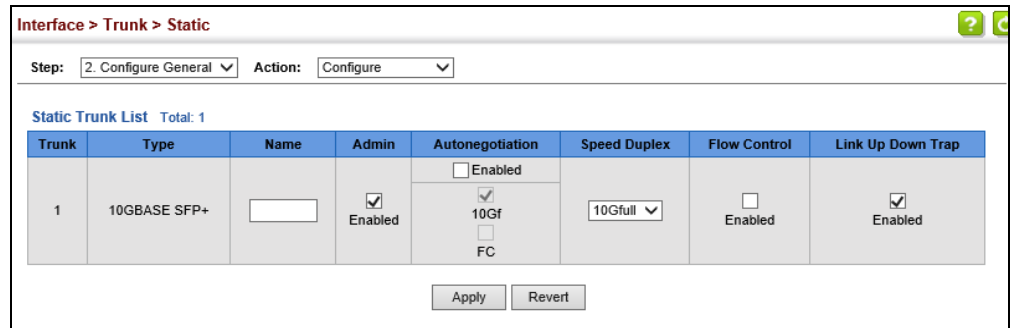 Interface > Trunk > Static
?
Step: 2. Configure General Action: Configure
Static Trunk List Total: 1
Trunk Type Name Admin Autonegotiation Speed Duplex Flow Control Link Up Down Trap
Enabled
1 10GBASE SFP+ Enabled 10Gf 10Gfull Enabled Enabled
FC
Apply Revert